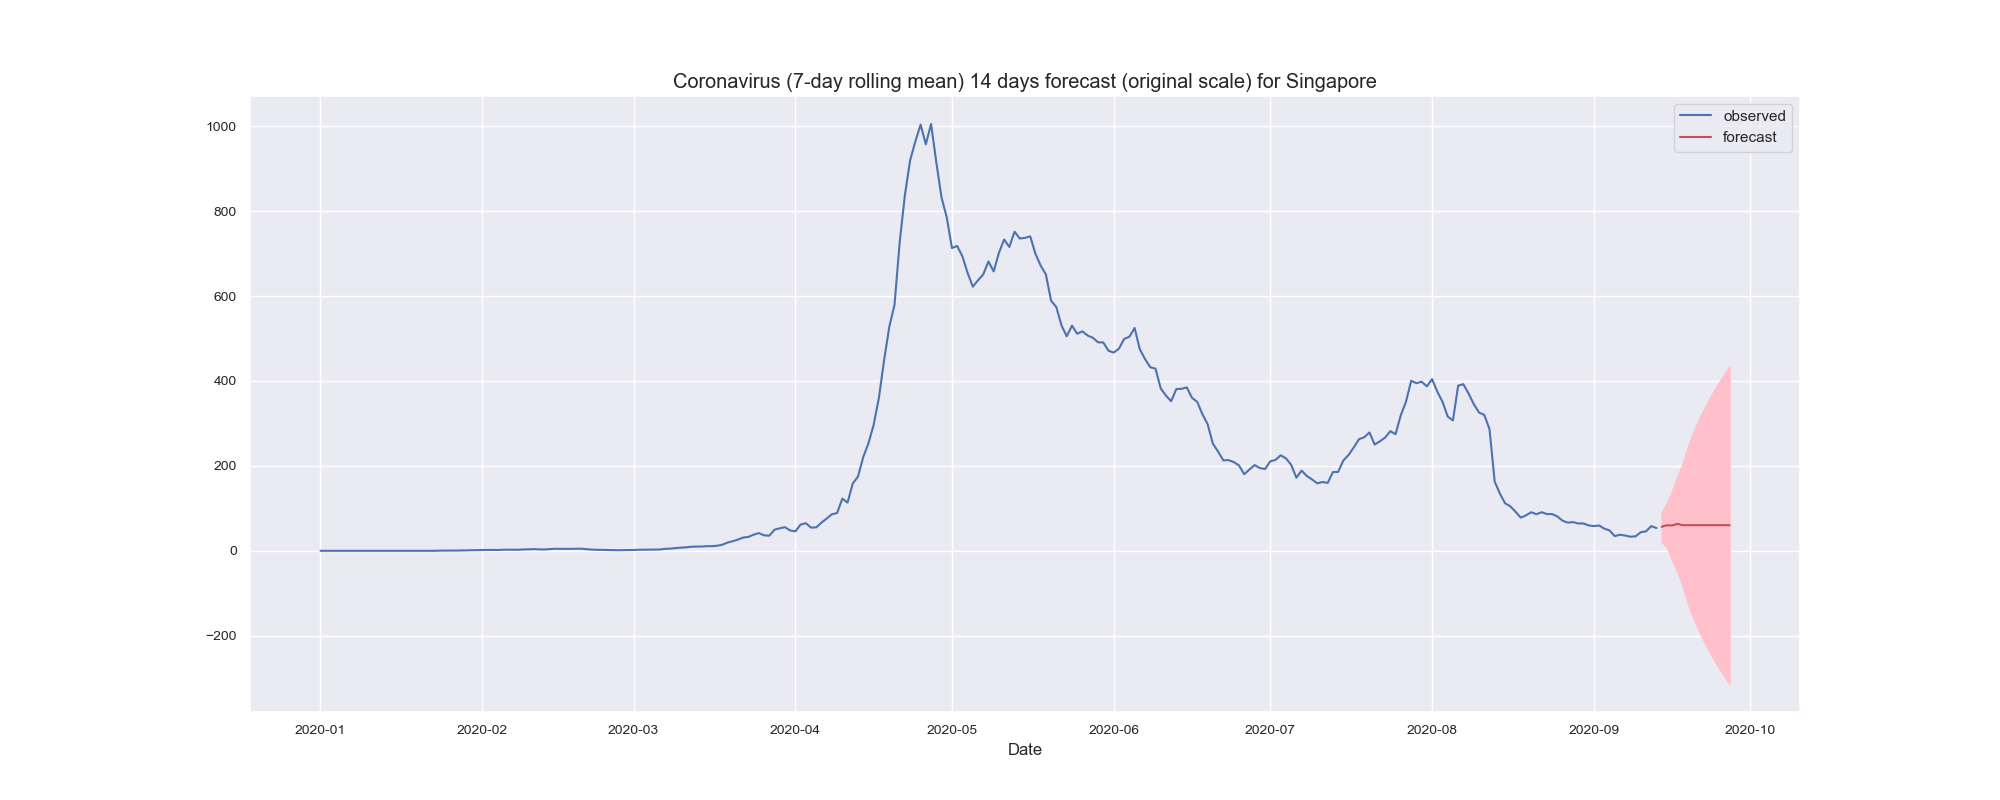 Coronavirus (7-day rolling mean) 14 days forecast (original scale) for Singapore
observed
forecast
1000
800
600
400
200
0
−200
2020-01 2020-02 2020-03 2020-04 2020-05 2020-06 2020-07 2020-08 2020-09 2020-10
Date